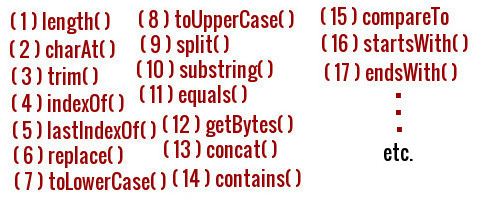 ( 1 ) length( )
( 2 ) charAt( )
( 3 ) trim( )
( 4 ) indexOf( )
( 5 ) lastIndexOf( )
( 6 ) replace( )
( 7 ) toLowerCase( )
( 8 ) toUpperCase( )
( 9 ) split( )
( 10 ) substring( )
( 11 ) equals( )
( 12 ) getBytes( )
( 13 ) concat( )
( 14 ) contains( )
( 15 ) compareTo
( 16 ) startsWith( )
( 17 ) endsWith( )
.
.
.
etc.